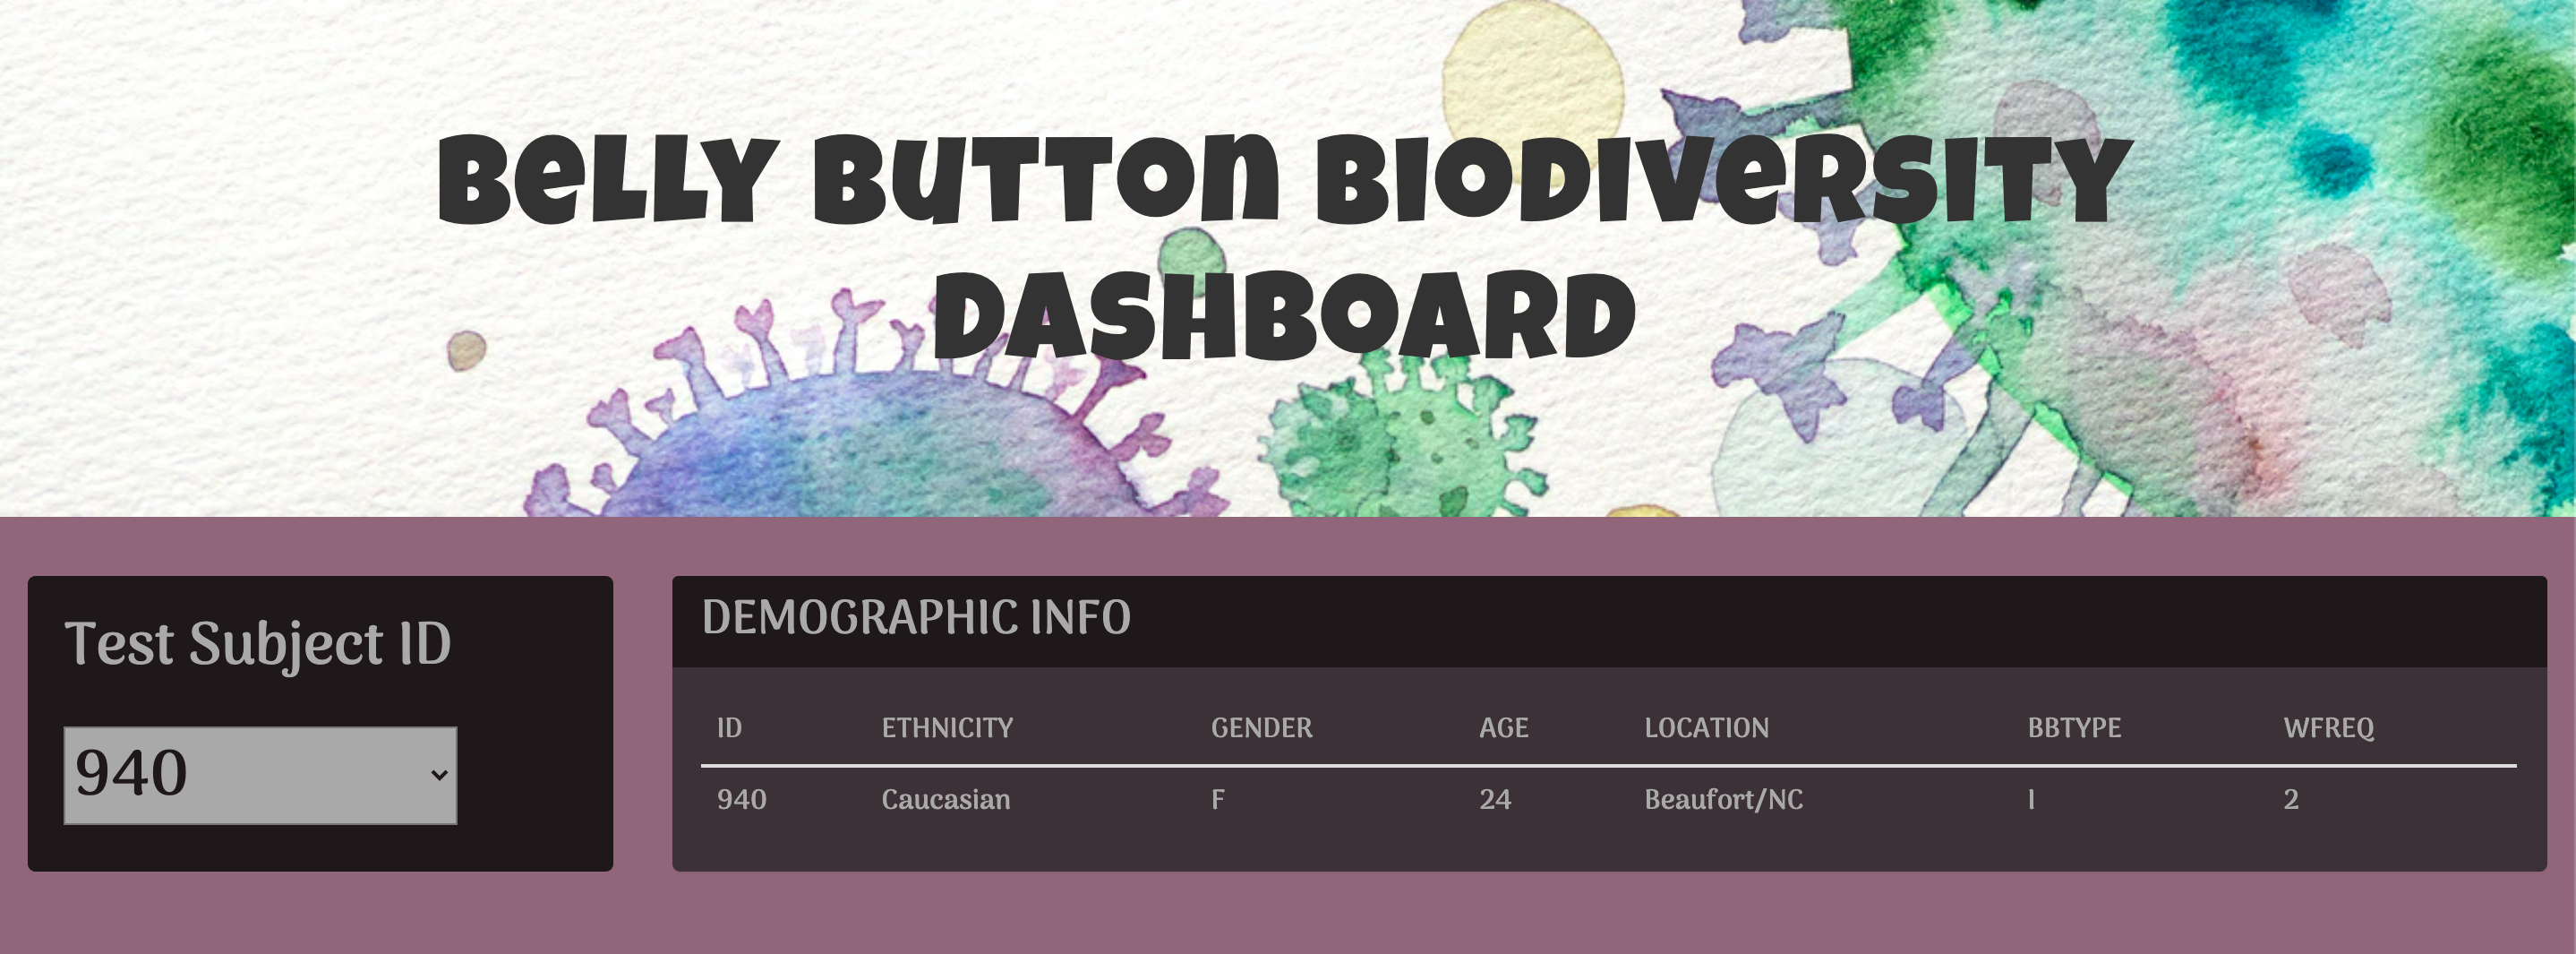 Belly Button Biodiversity
Dashboard
Test Subject ID
940
DEMOGRAPHIC INFO
ID ETHNICITY GENDER AGE LOCATION BBTYPE WFREQ
940 Caucasian F 24 Beaufort/NC I 2